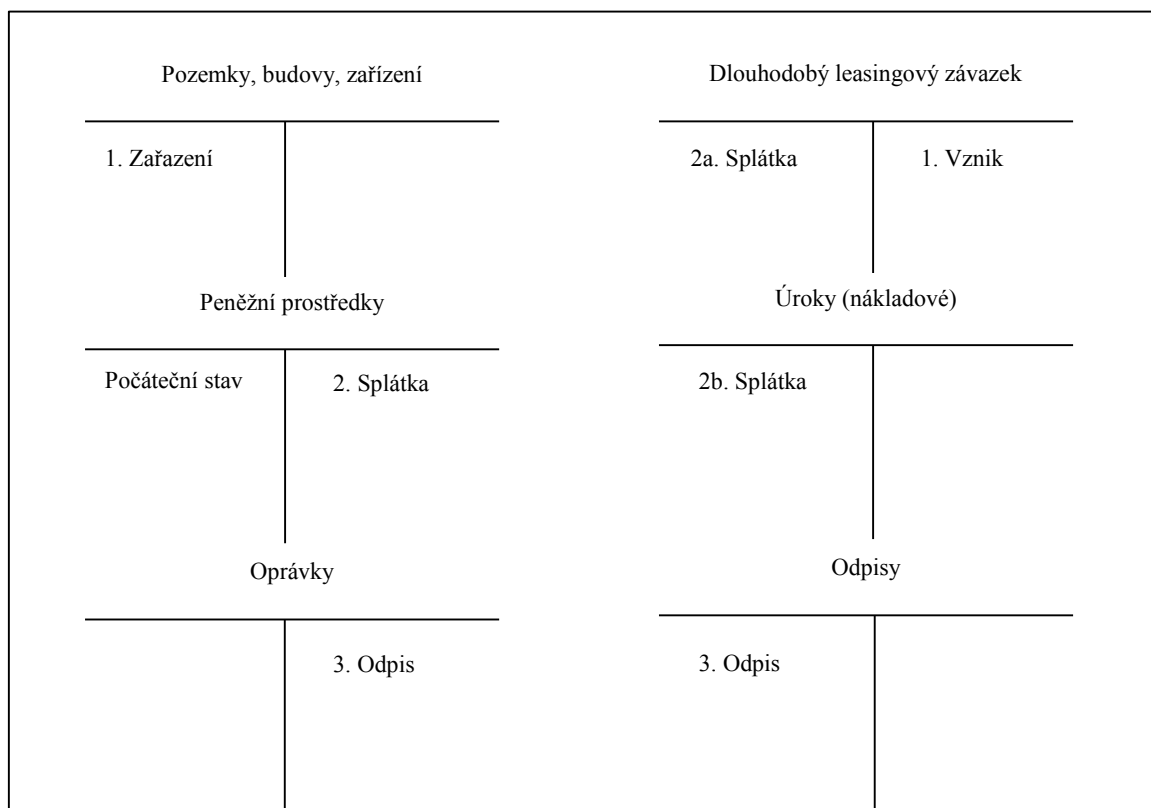 Pozemky, budovy, zařízení
Dlouhodobý leasingový závazek
1. Zařazení
2a. Splátka
1. Vznik
Peněžní prostředky
Úroky (nákladové)
Počáteční stav
2. Splátka
2b. Splátka
Oprávky
Odpisy
3. Odpis
3. Odpis